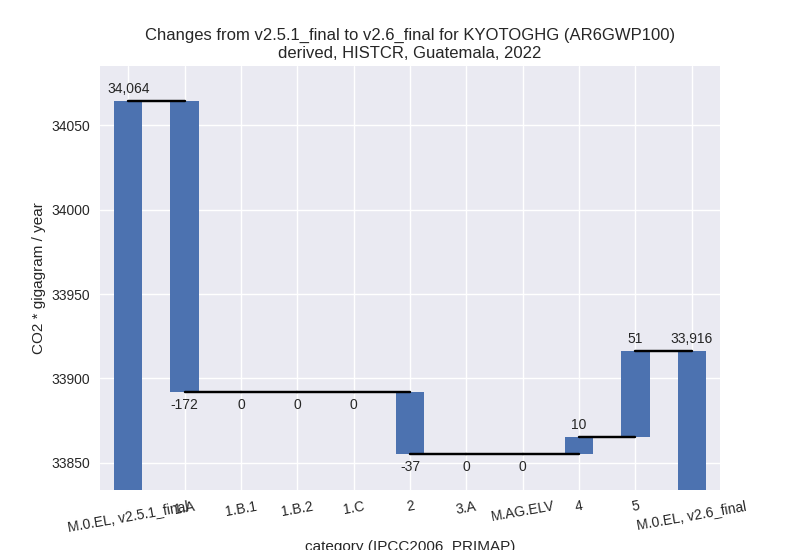 Changes from v2.5.1_final to v2.6_final for KYOTOGHG (AR6GWP100)
derived, HISTCR, Guatemala, 2022
CO2 * gigagram / year
34050
34000
33950
33900
33850
34,064
-172
0
0
0
-37
0
0
10
51
33,916
M.0.EL, v2.5.1_final
1.A
1.B.1
1.B.2
1.C
2
3.A
M.AG.ELV
4
5
M.0.EL, v2.6_final
category (IPCC2006_PRIMAP)